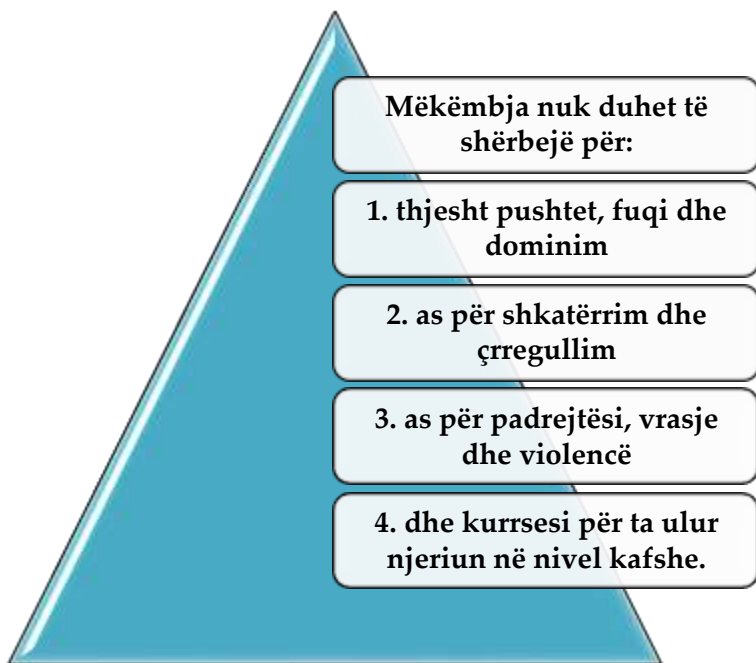 Mëkëmbja nuk duhet të
shërbejë për:
1. thjesht pushtet, fuqi dhe
dominim
2. as për shkatërrim dhe
çrregullim
3. as për padrejtësi, vrasje
dhe violencë
4. dhe kurrsesi për ta ulur
njeriun në nivel kafshe.